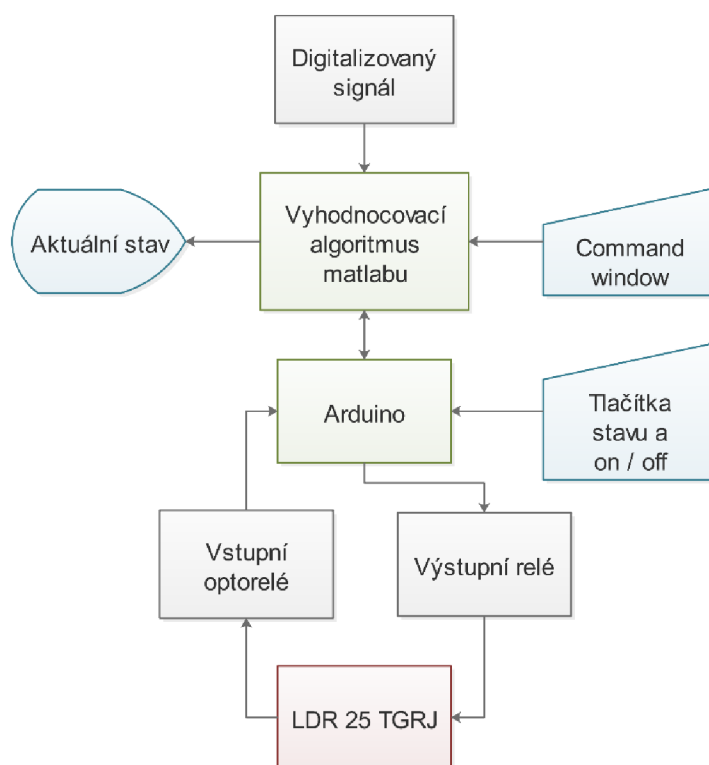 Digitalizovaný
signál
Aktuální stav
Vyhodnocovací
algoritmus
matlabu
Command
window
Arduino
Tlačítka
stavu a
on / off
Vstupní
optorelé
Výstupní relé
LDR 25 TGRJ